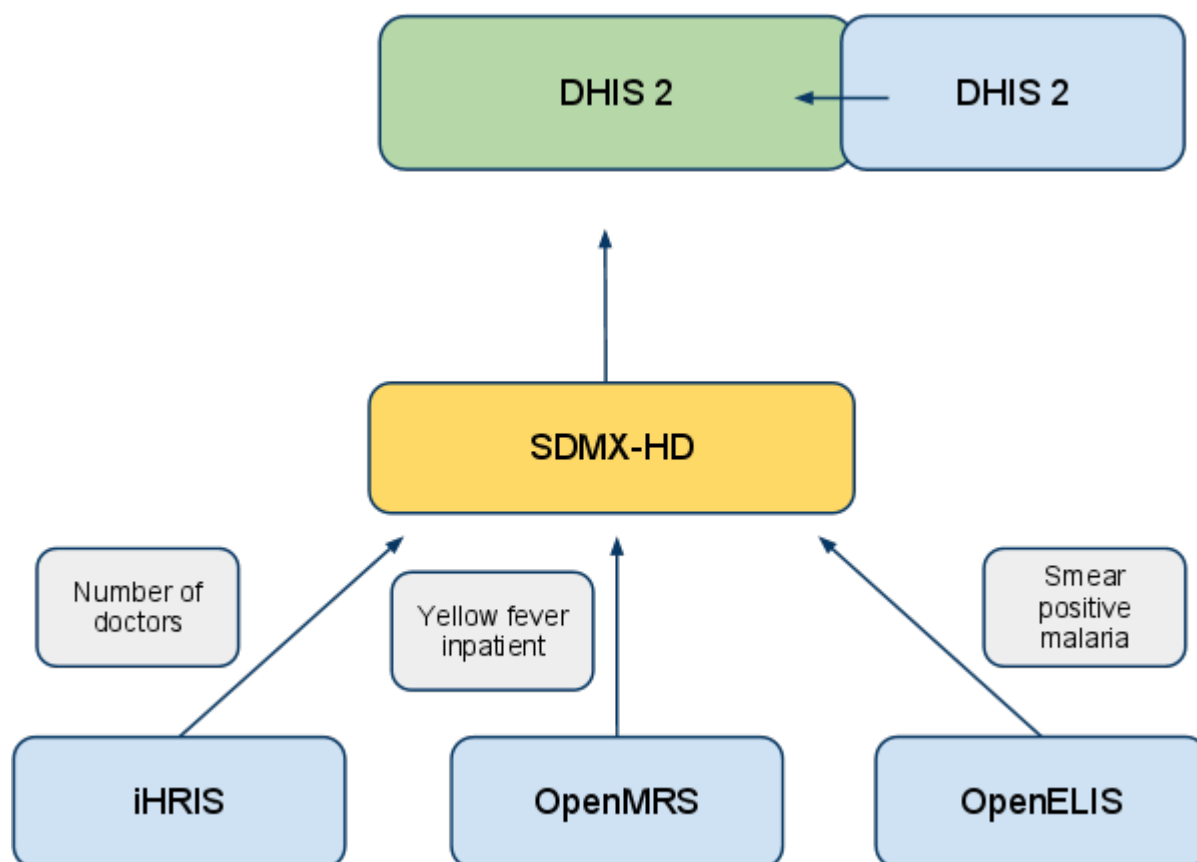 DHIS 2
DHIS 2
SDMX-HD
Number of
doctors
Yellow fever
inpatient
Smear
positive
malaria
iHRIS
OpenMRS
OpenELIS